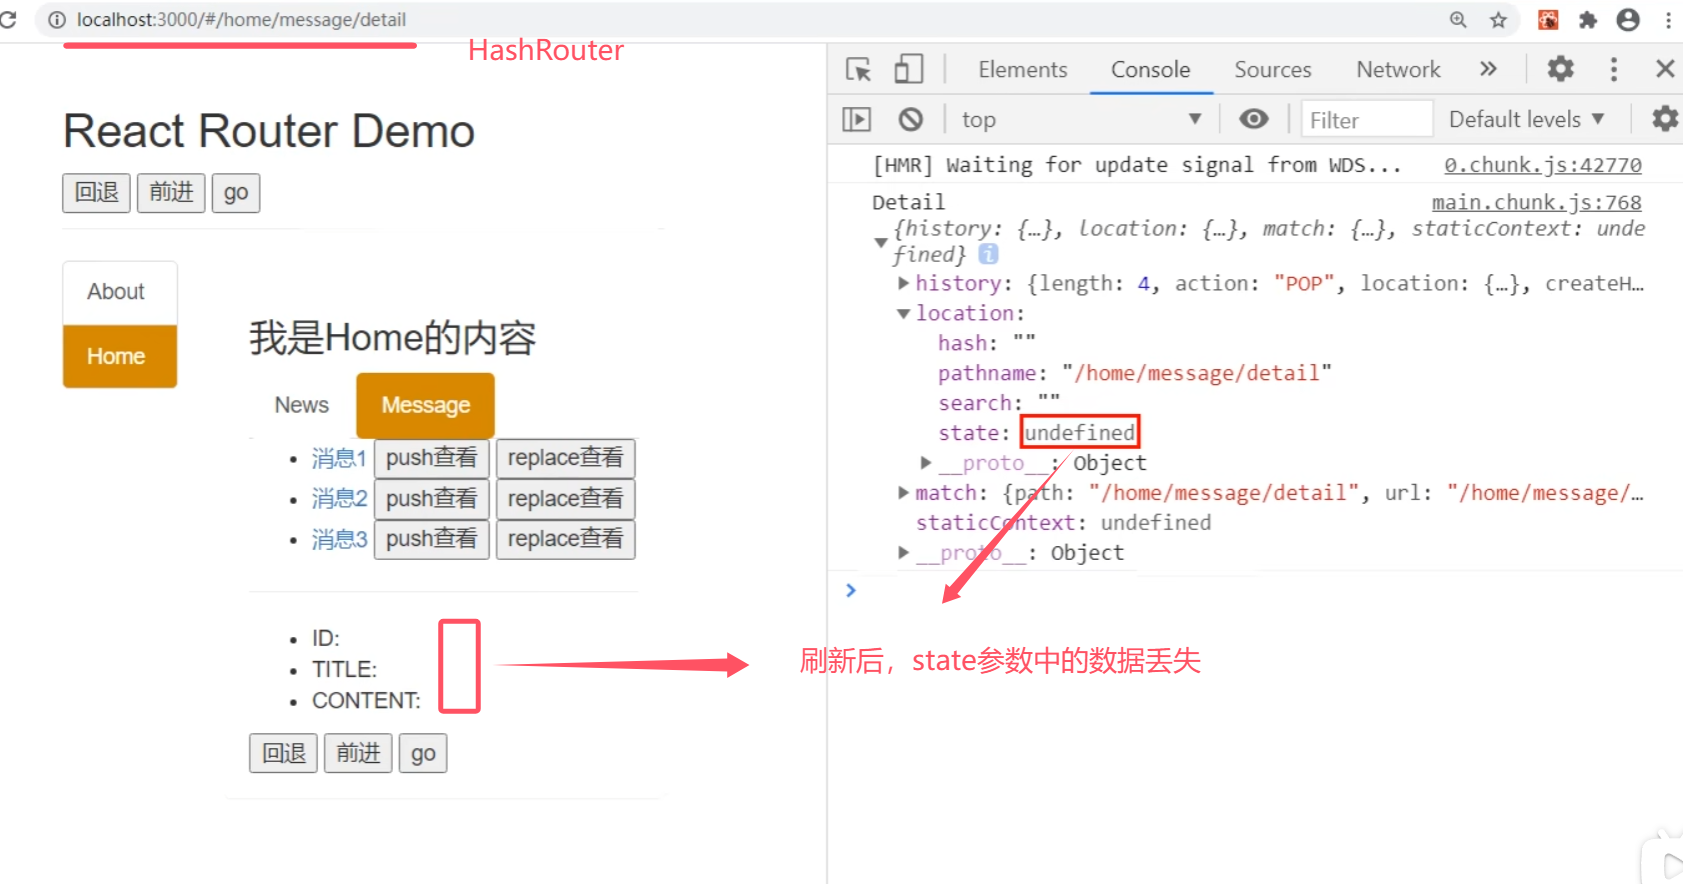 localhost:3000/#/home/message/detail
HashRouter
React Router Demo
回退 前进 go
About
Home
我是Home的内容
News Message
消息1 push查看 replace查看
消息2 push查看 replace查看
消息3 push查看 replace查看
ID:
TITLE:
CONTENT:
回退 前进 go
Elements Console Sources Network
top Filter Default levels
[HMR] Waiting for update signal from WDS... 0.chunk.js:42770
Detail main.chunk.js:768
{history: {…}, location: {…}, match: {…}, staticContext: unde
fined}
history: {length: 4, action: "POP", location: {…}, createH…
location:
hash: ""
pathname: "/home/message/detail"
search: ""
state: undefined
__proto__: Object
match: {path: "/home/message/detail", url: "/home/message/…
staticContext: undefined
__proto__: Object
刷新后，state参数中的数据丢失